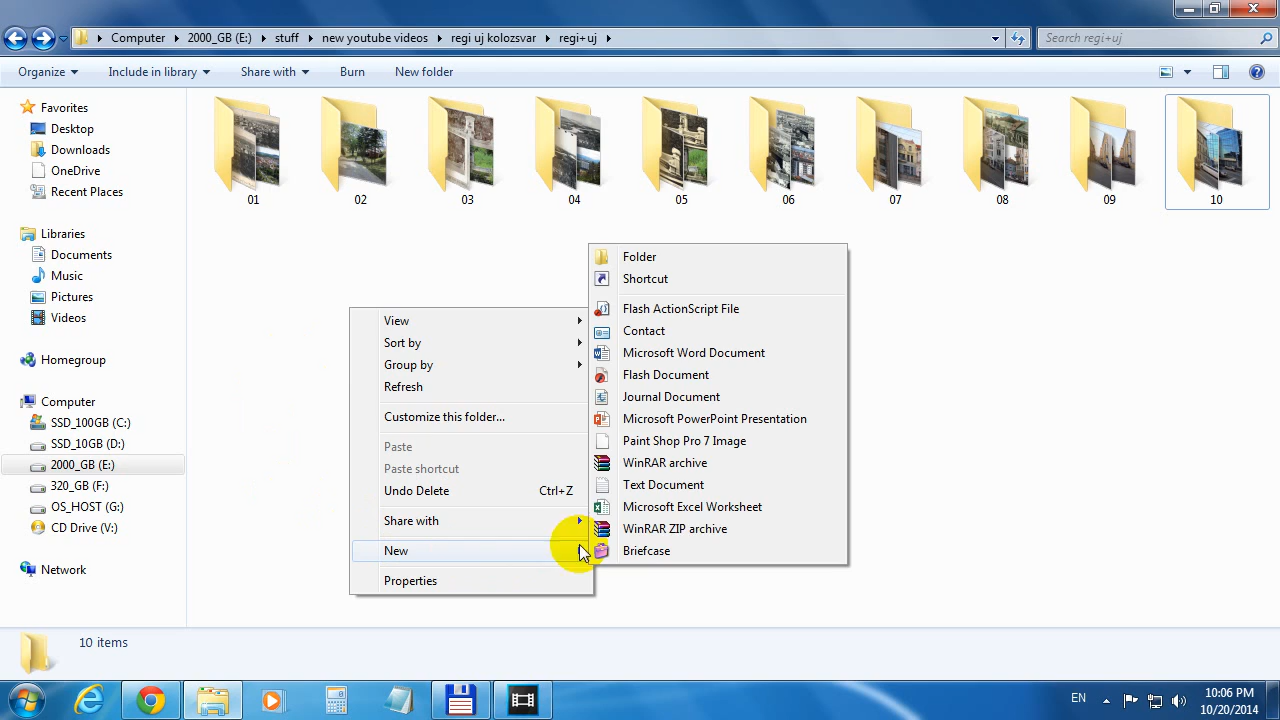 Computer 2000_GB (E:) stuff new youtube videos regi uj kolozsvar regi+uj Search regi+uj
Organize Include in library Share with Burn New folder
Favorites
Desktop
Downloads
OneDrive
Recent Places
Libraries
Documents
Music
Pictures
Videos
Homegroup
Computer
SSD_100GB (C:)
SSD_10GB (D:)
2000_GB (E:)
320_GB (F:)
OS_HOST (G:)
CD Drive (V:)
Network
01 02 03 04 05 06 07 08 09 10
View
Sort by
Group by
Refresh
Customize this folder...
Paste
Paste shortcut
Undo Delete Ctrl+Z
Share with
New
Properties
Folder
Shortcut
Flash ActionScript File
Contact
Microsoft Word Document
Flash Document
Journal Document
Microsoft PowerPoint Presentation
Paint Shop Pro 7 Image
WinRAR archive
Text Document
Microsoft Excel Worksheet
WinRAR ZIP archive
Briefcase
10 items
EN
10:06 PM
10/20/2014